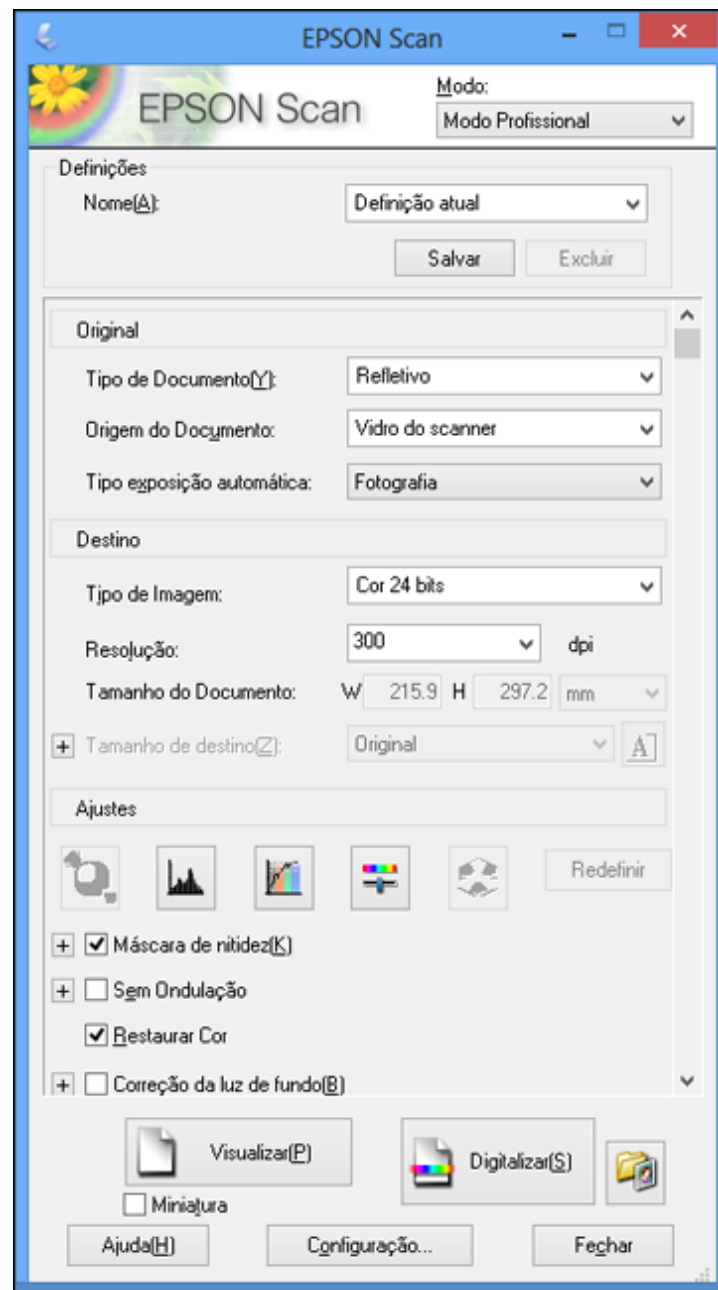 EPSON Scan
EPSON Scan
Modo:
Modo Profissional
Definições
Nome(A):
Definição atual
Salvar
Excluir
Original
Tipo de Documento(Y):
Refletivo
Origem do Documento:
Vidro do scanner
Tipo exposição automática:
Fotografia
Destino
Tipo de Imagem:
Cor 24 bits
Resolução:
300
dpi
Tamanho do Documento:
W 215.9 H 297.2 mm
Tamanho de destino(Z):
Original
A
Ajustes
Redefinir
Máscara de nitidez(K)
Sem Ondulação
Restaurar Cor
Correção da luz de fundo(B)
Visualizar(P)
Digitalizar(S)
Miniatura
Ajuda(H)
Configuração...
Fechar